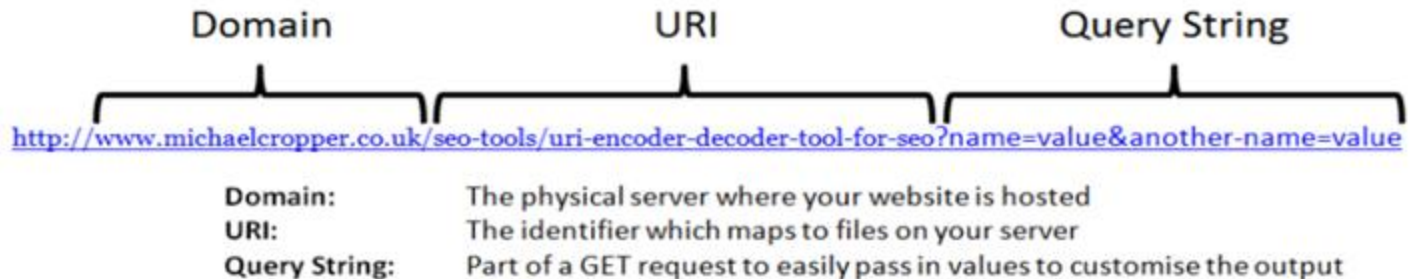 Domain URI Query String
http://www.michaelcropper.co.uk/seo-tools/uri-encoder-decoder-tool-for-seo?name=value&another-name=value
Domain: The physical server where your website is hosted
URI: The identifier which maps to files on your server
Query String: Part of a GET request to easily pass in values to customise the output